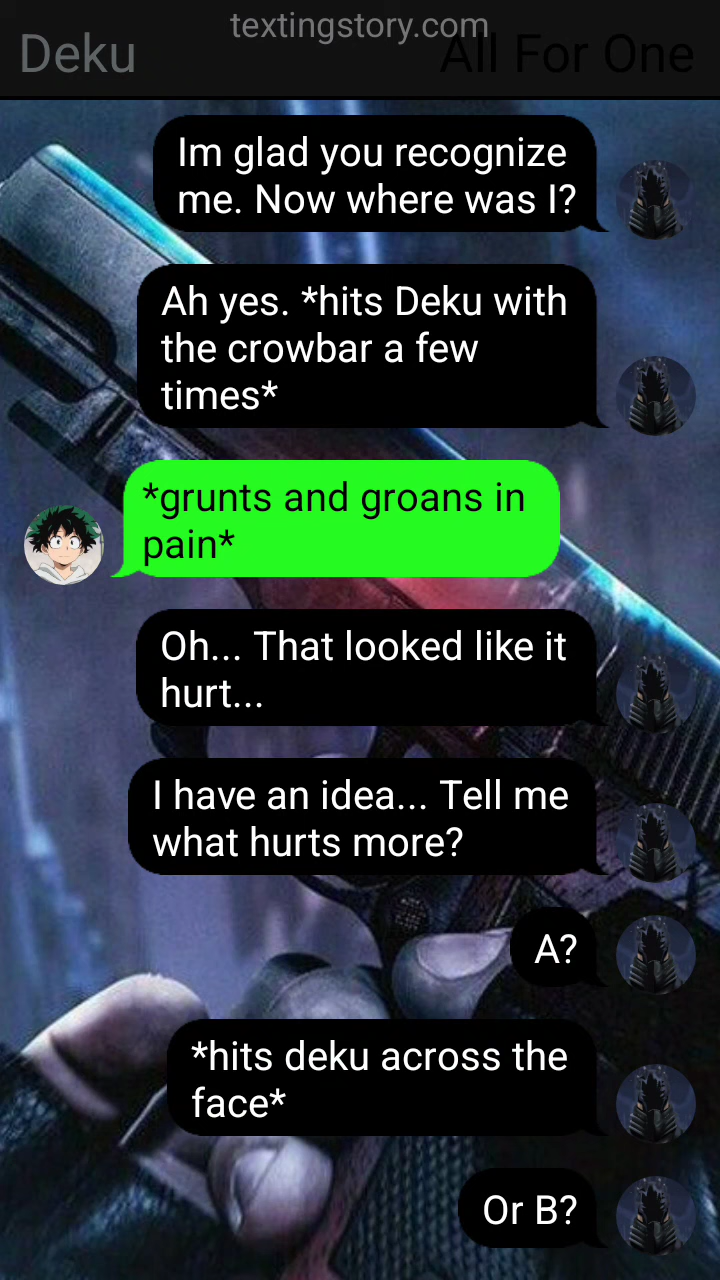 textingstory.com
Deku
All For One
Im glad you recognize
me. Now where was I?
Ah yes. *hits Deku with
the crowbar a few
times*
*grunts and groans in
pain*
Oh... That looked like it
hurt...
I have an idea... Tell me
what hurts more?
A?
*hits deku across the
face*
Or B?